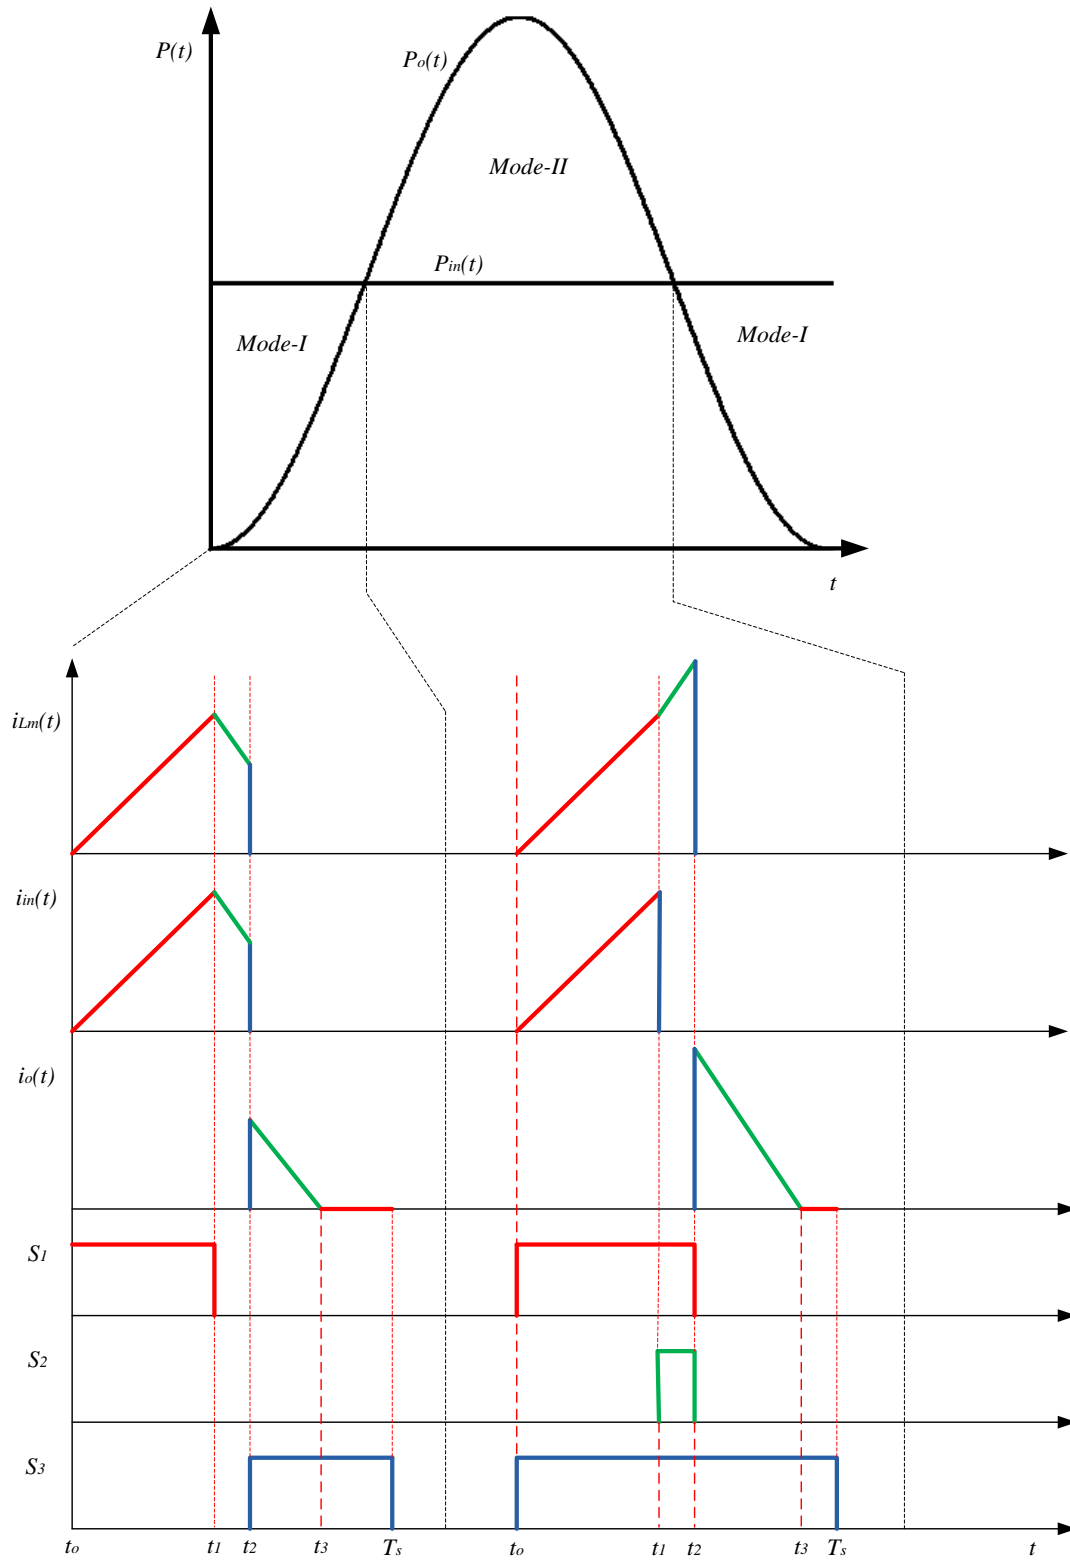 P(t)
Po(t)
Mode-II
Pin(t)
Mode-I
Mode-I
t
iLm(t)
iin(t)
io(t)
S1
S2
S3
to t1 t2 t3 Ts to t1 t2 t3 Ts t